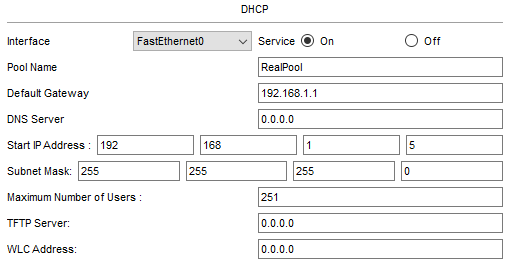 DHCP
Interface FastEthernet0 Service On Off
Pool Name RealPool
Default Gateway 192.168.1.1
DNS Server 0.0.0.0
Start IP Address : 192 168 1 5
Subnet Mask: 255 255 255 0
Maximum Number of Users : 251
TFTP Server: 0.0.0.0
WLC Address: 0.0.0.0